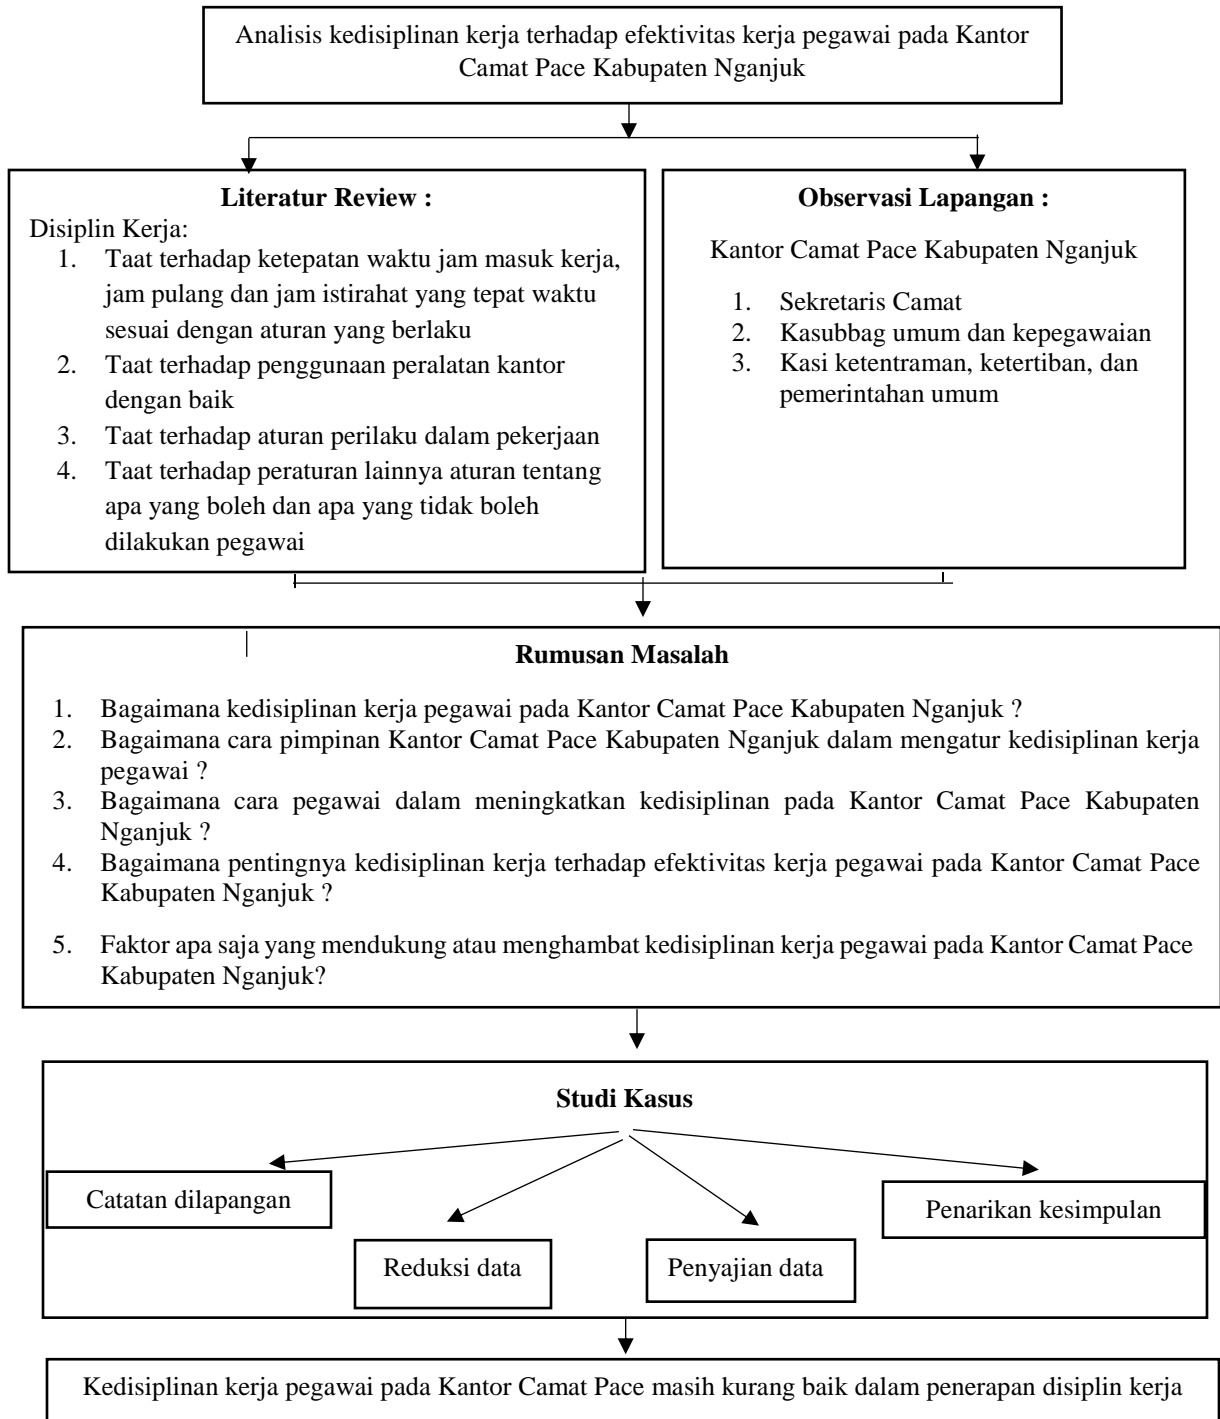 Analisis kedisiplinan kerja terhadap efektivitas kerja pegawai pada Kantor
Camat Pace Kabupaten Nganjuk
Literatur Review :
Disiplin Kerja:
1. Taat terhadap ketepatan waktu jam masuk kerja,
jam pulang dan jam istirahat yang tepat waktu
sesuai dengan aturan yang berlaku
2. Taat terhadap penggunaan peralatan kantor
dengan baik
3. Taat terhadap aturan perilaku dalam pekerjaan
4. Taat terhadap peraturan lainnya aturan tentang
apa yang boleh dan apa yang tidak boleh
dilakukan pegawai
Observasi Lapangan :
Kantor Camat Pace Kabupaten Nganjuk
1. Sekretaris Camat
2. Kasubbag umum dan kepegawaian
3. Kasi ketentraman, ketertiban, dan
pemerintahan umum
Rumusan Masalah
1. Bagaimana kedisiplinan kerja pegawai pada Kantor Camat Pace Kabupaten Nganjuk ?
2. Bagaimana cara pimpinan Kantor Camat Pace Kabupaten Nganjuk dalam mengatur kedisiplinan kerja
pegawai ?
3. Bagaimana cara pegawai dalam meningkatkan kedisiplinan pada Kantor Camat Pace Kabupaten
Nganjuk ?
4. Bagaimana pentingnya kedisiplinan kerja terhadap efektivitas kerja pegawai pada Kantor Camat Pace
Kabupaten Nganjuk ?
5. Faktor apa saja yang mendukung atau menghambat kedisiplinan kerja pegawai pada Kantor Camat Pace
Kabupaten Nganjuk?
Studi Kasus
Catatan dilapangan
Reduksi data
Penyajian data
Penarikan kesimpulan
Kedisiplinan kerja pegawai pada Kantor Camat Pace masih kurang baik dalam penerapan disiplin kerja